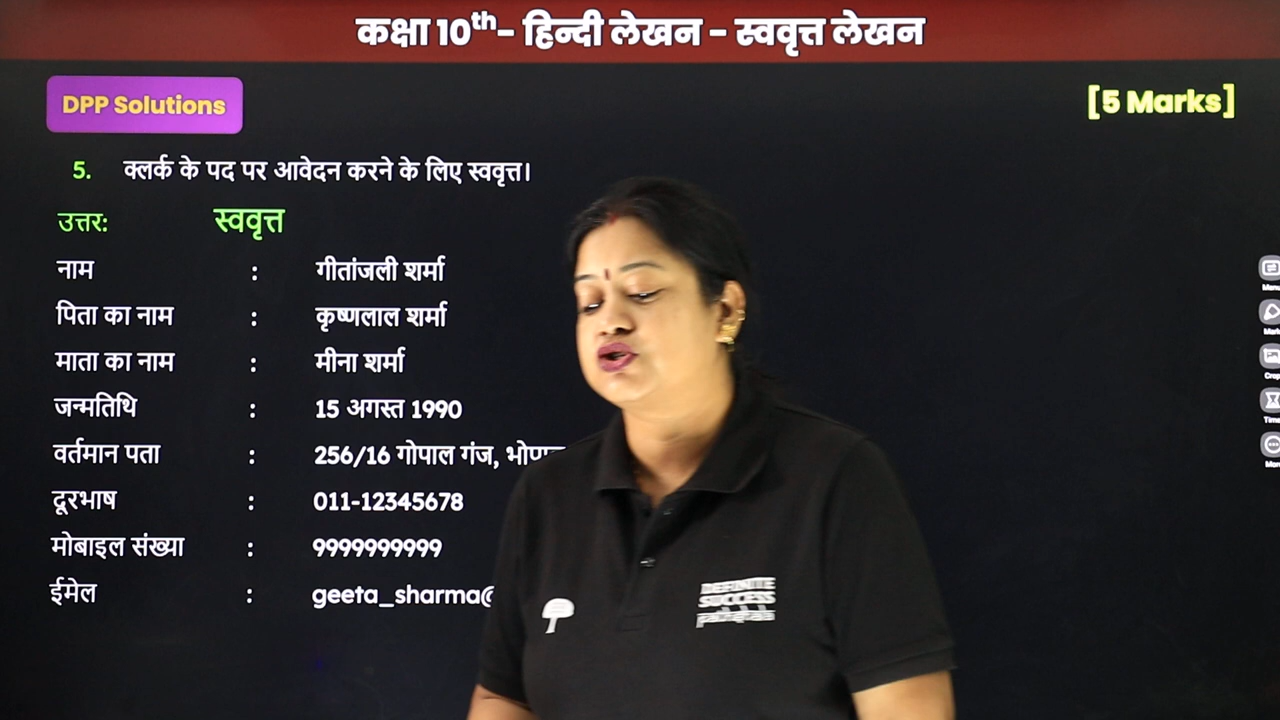 कक्षा 10th- हिन्दी लेखन - स्ववृत्त लेखन
DPP Solutions
[5 Marks]
5. क्लर्क के पद पर आवेदन करने के लिए स्ववृत्त।
उत्तर: स्ववृत्त
नाम : गीतांजली शर्मा
पिता का नाम : कृष्णलाल शर्मा
माता का नाम : मीना शर्मा
जन्मतिथि : 15 अगस्त 1990
वर्तमान पता : 256/16 गोपाल गंज,
दूरभाष : 011-12345678
मोबाइल संख्या : 9999999999
ईमेल : geeta_sharma@
DEFINITE
SUCCESS